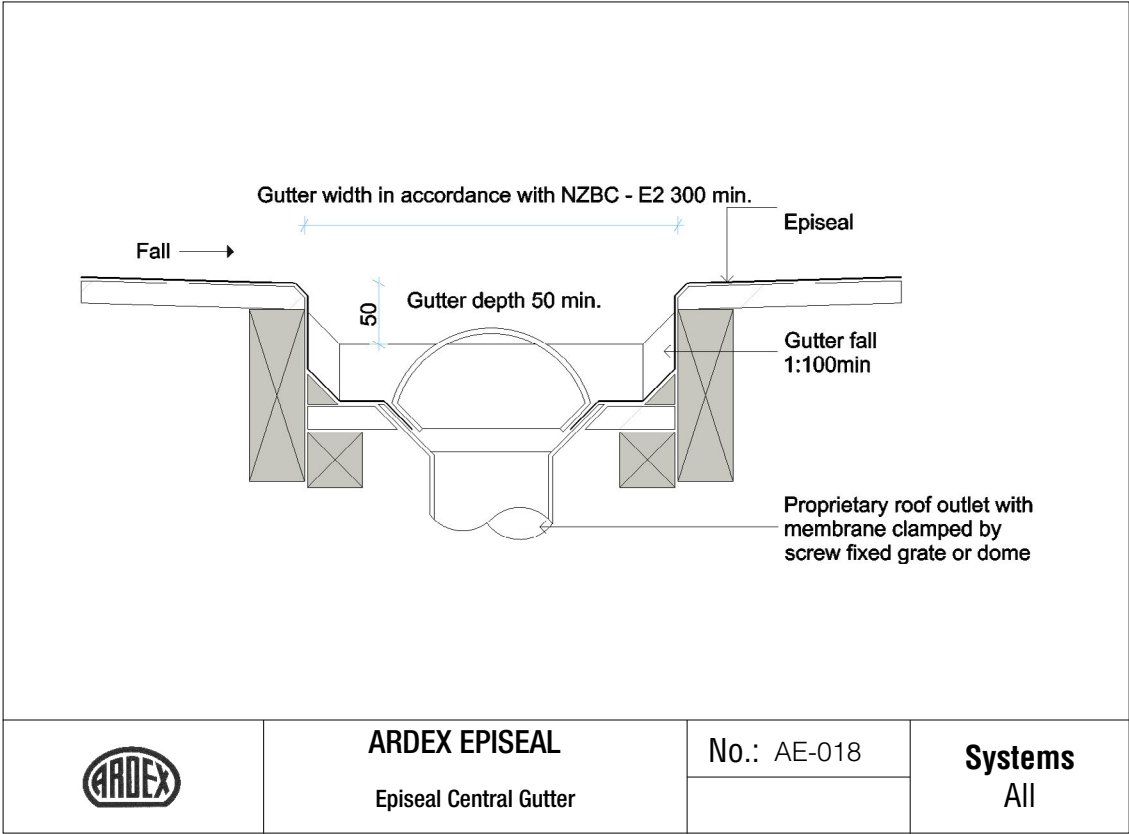 Gutter width in accordance with NZBC - E2 300 min.
Episeal
Fall
50
Gutter depth 50 min.
Gutter fall
1:100min
Proprietary roof outlet with
membrane clamped by
screw fixed grate or dome
ARDEX
ARDEX EPISEAL
Episeal Central Gutter
No.: AE-018
Systems
All